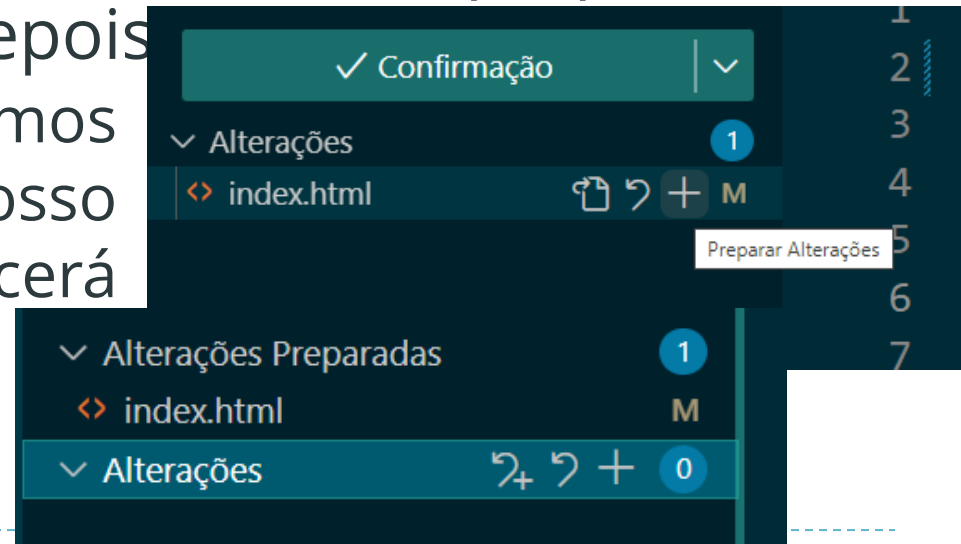 epois
mos
osso
cerá
Confirmação
Alterações 1
<> index.html M
Preparar Alterações
1
2
3
4
5
6
7
Alterações Preparadas 1
<> index.html M
Alterações 0